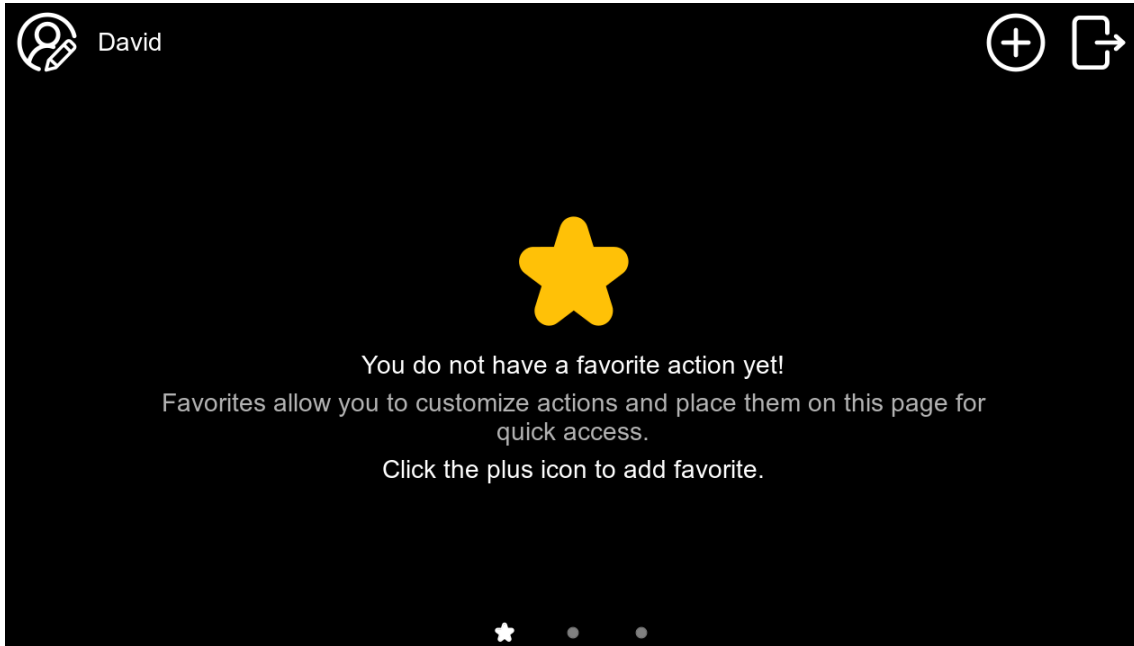 David
You do not have a favorite action yet!
Favorites allow you to customize actions and place them on this page for
quick access.
Click the plus icon to add favorite.